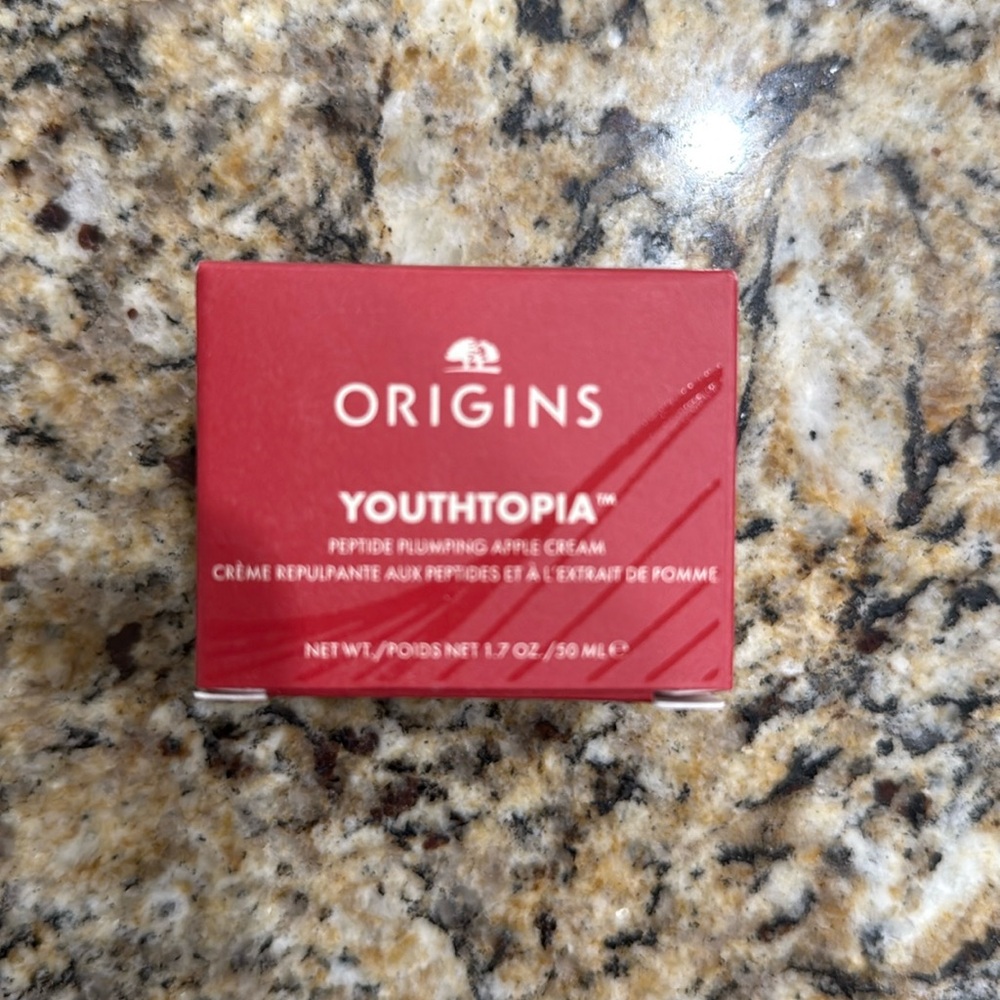 ORIGINS
YOUTHTOPIA™
PEPTIDE PLUMPING APPLE CREAM
CRÈME REPULPANTE AUX PEPTIDES ET À L'EXTRAIT DE POMME
NET WT./POIDS NET 1.7 OZ./50 ML ℮